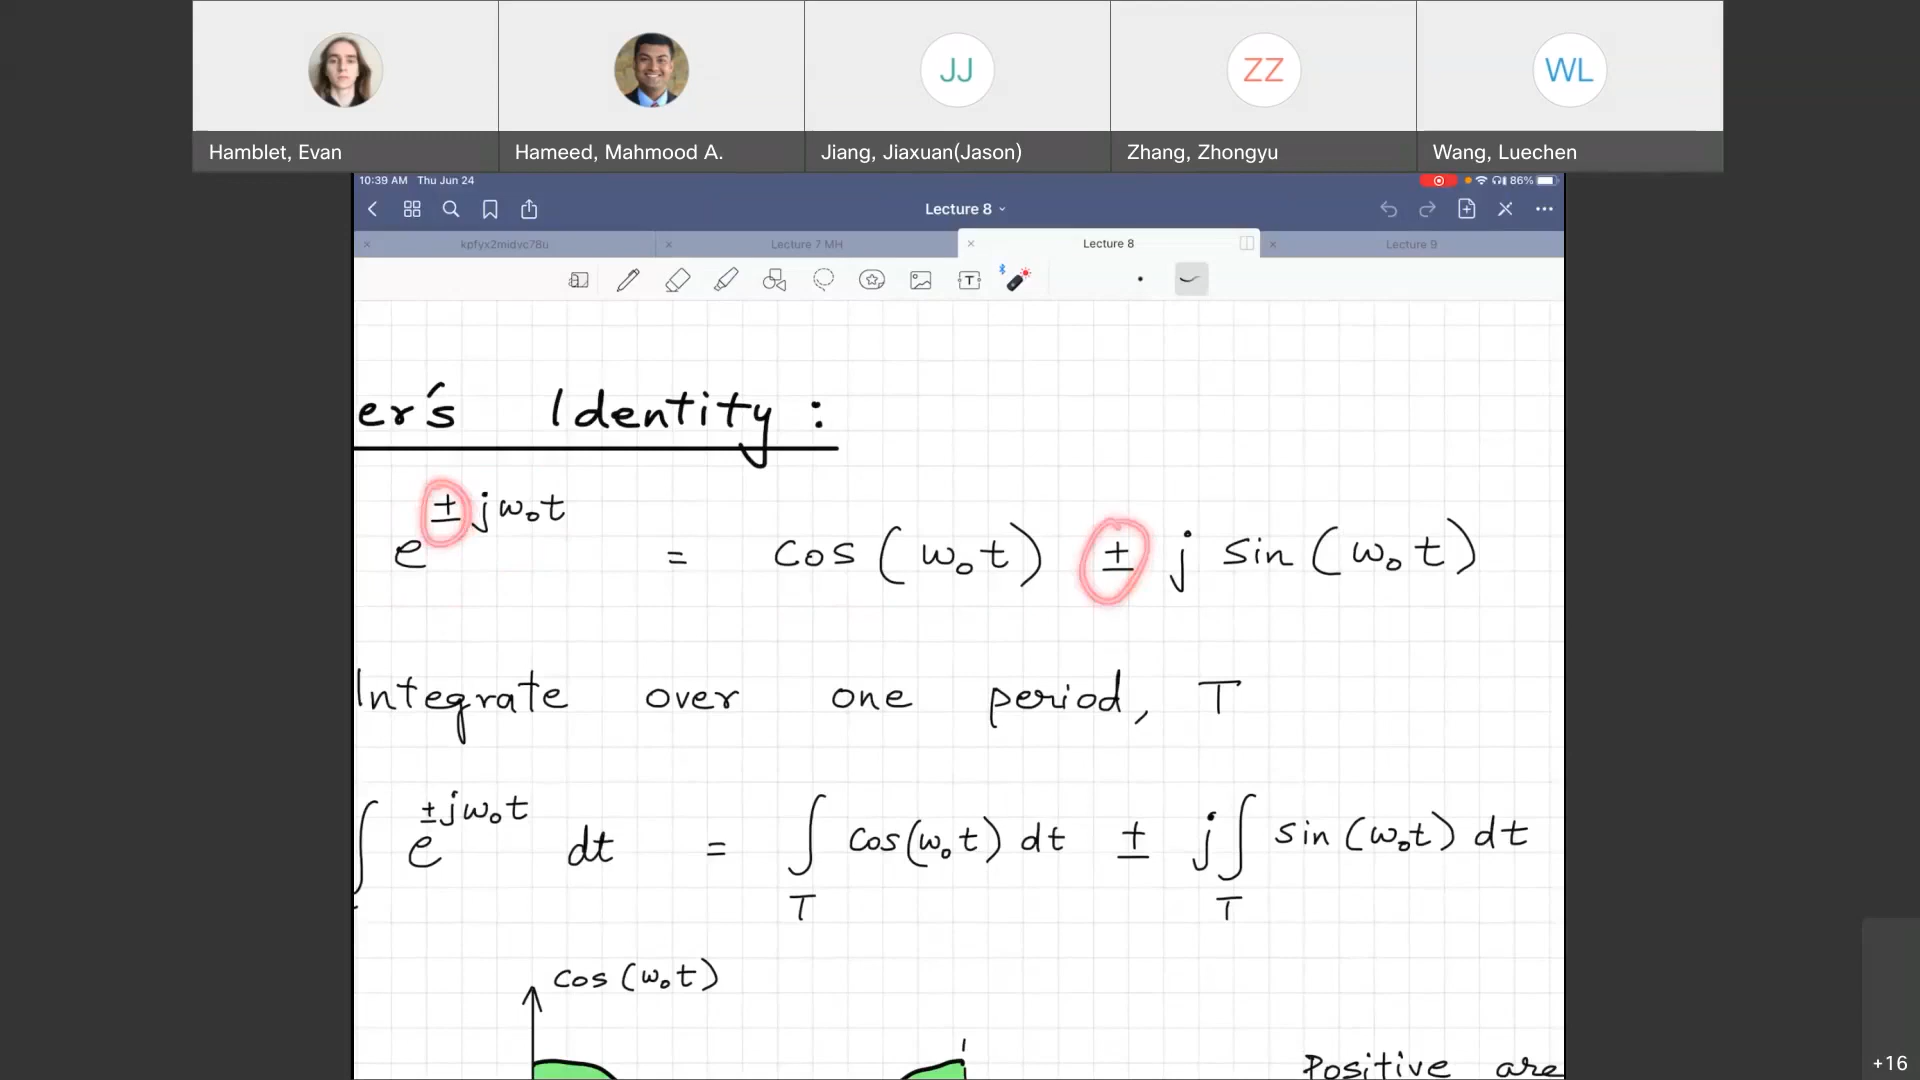 JJ
ZZ
WL
Hamblet, Evan
Hameed, Mahmood A.
Jiang, Jiaxuan(Jason)
Zhang, Zhongyu
Wang, Luechen
10:39 AM Thu Jun 24
86%
Lecture 8
kpfyx2midvc78u
Lecture 7 MH
Lecture 8
Lecture 9
er's Identity :
e^{±jω₀t} = cos(ω₀t) ± j sin(ω₀t)
Integrate over one period, T
∫ e^{±jω₀t} dt = ∫_T cos(ω₀t) dt ± j∫_T sin(ω₀t) dt
cos(ω₀t)
Positive are
+16